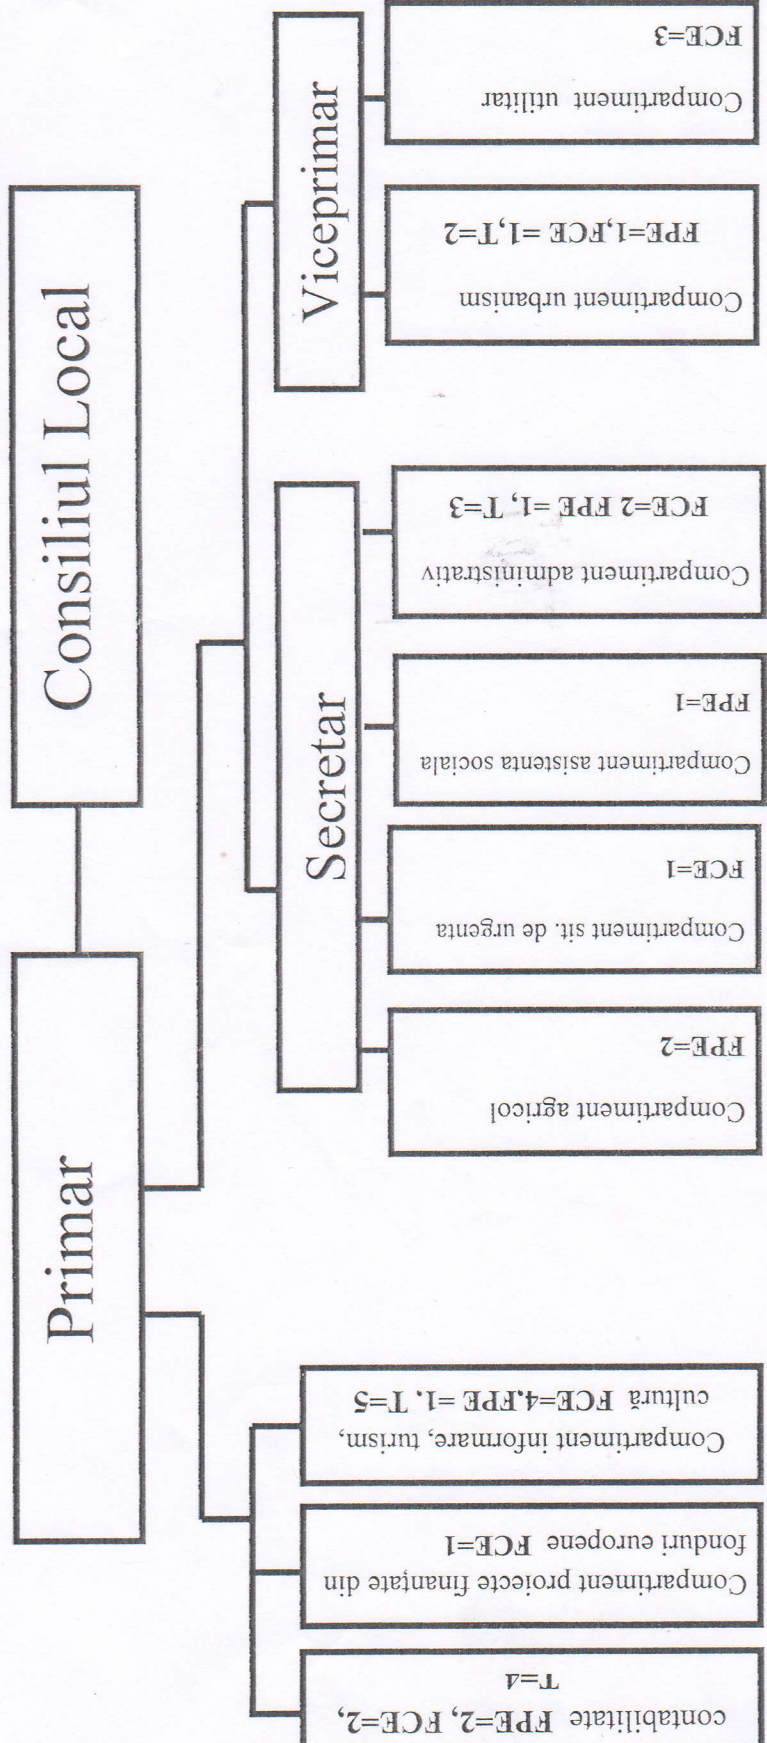 Consiliul Local
Primar
Viceprimar
Secretar
Compartiment utilitar
FCE=3
Compartiment urbanism
FPE=1,FCE =1,T=2
Compartiment administrativ
FCE=2 FPE =1, T=3
Compartiment asistenta sociala
FPE=1
Compartiment sit. de urgenta
FCE=1
Compartiment agricol
FPE=2
Compartiment informare, turism,
cultură FCE=4,FPE =1, T=5
Compartiment proiecte finanţate din
fonduri europene FCE=1
contabilitate FPE=2, FCE=2,
T=4